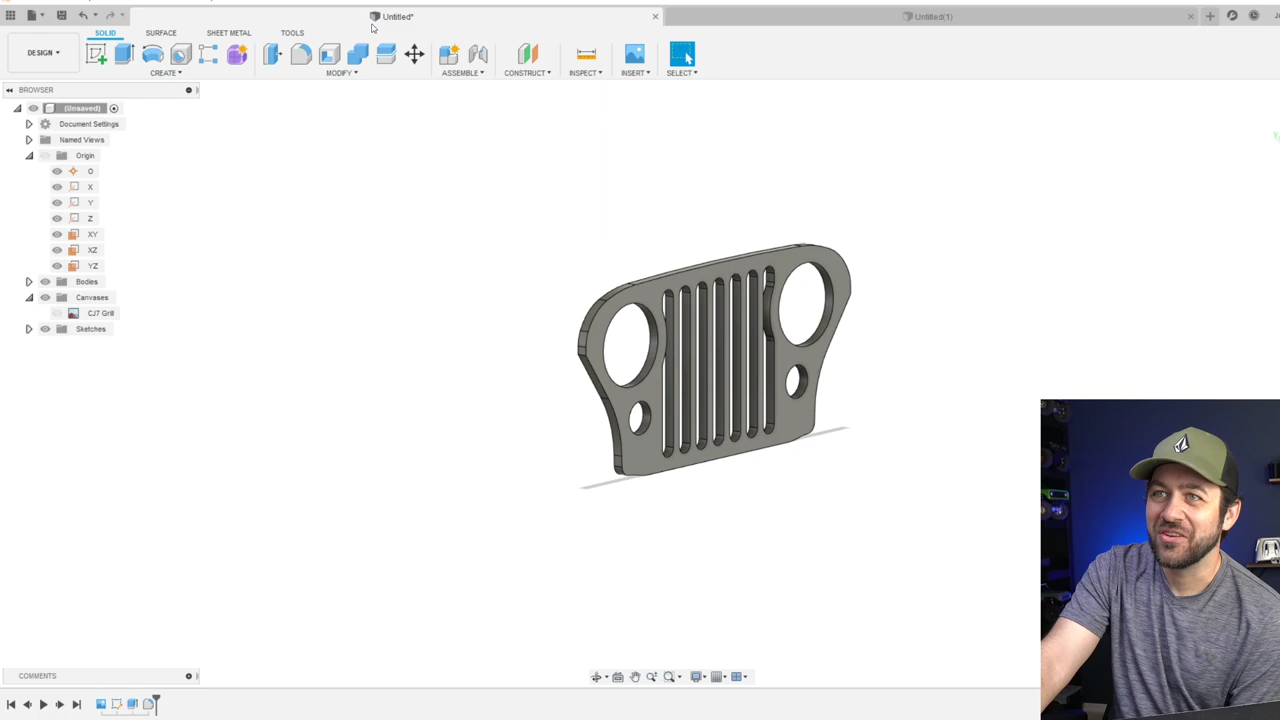 Untitled*
Untitled(1)
SOLID
SURFACE
SHEET METAL
TOOLS
DESIGN
CREATE
MODIFY
ASSEMBLE
CONSTRUCT
INSPECT
INSERT
SELECT
BROWSER
(Unsaved)
Document Settings
Named Views
Origin
O
X
Y
Z
XY
XZ
YZ
Bodies
Canvases
CJ7 Grill
Sketches
COMMENTS